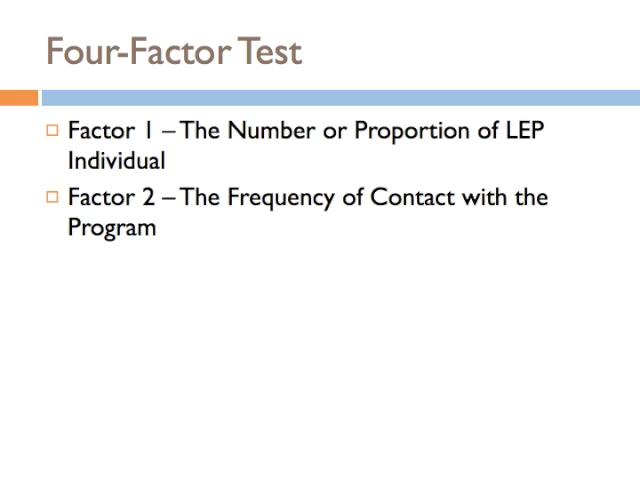 Four-Factor Test
Factor 1 – The Number or Proportion of LEP
Individual
Factor 2 – The Frequency of Contact with the
Program